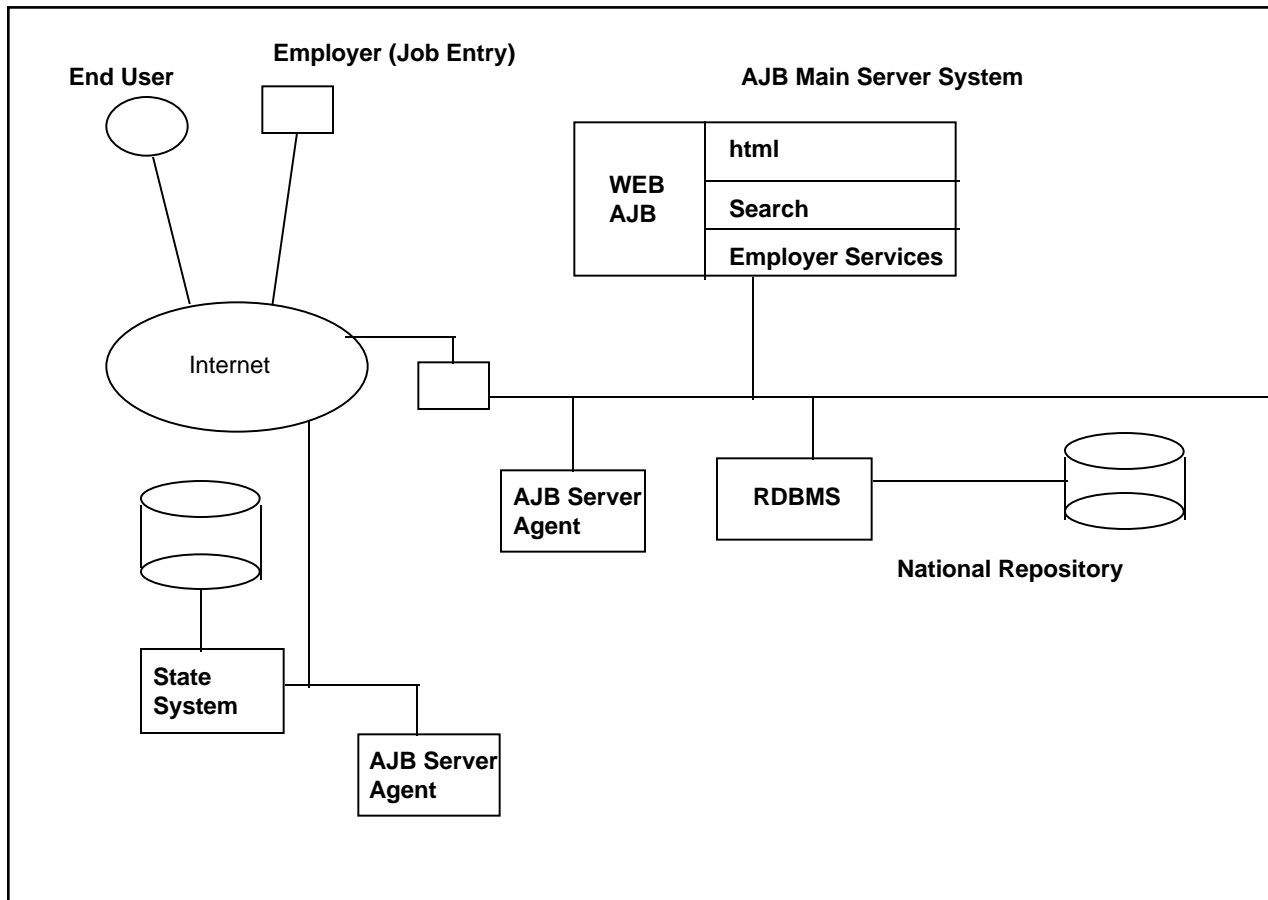 Employer (Job Entry)
End User
AJB Main Server System
html
WEB
AJB
Search
Employer Services
Internet
AJB Server
Agent
RDBMS
National Repository
State
System
AJB Server
Agent